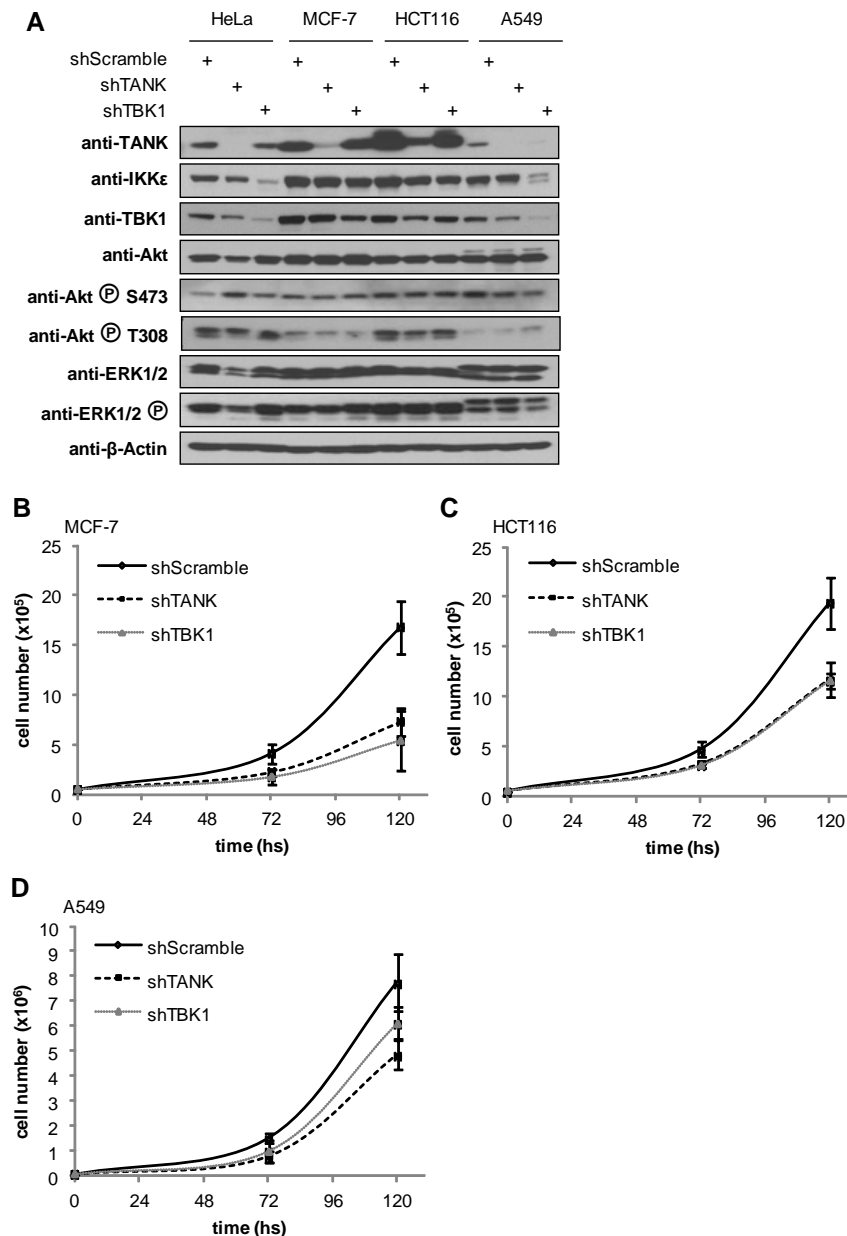 A
HeLa MCF-7 HCT116 A549
shScramble + + + +
shTANK + + + +
shTBK1 + + + +
anti-TANK
anti-IKKε
anti-TBK1
anti-Akt
anti-Akt Ⓟ S473
anti-Akt Ⓟ T308
anti-ERK1/2
anti-ERK1/2 Ⓟ
anti-β-Actin
B
MCF-7
cell number (x10⁵)
25
20
15
10
5
0
shScramble
shTANK
shTBK1
0 24 48 72 96 120
time (hs)
C
HCT116
cell number (x10⁵)
25
20
15
10
5
0
shScramble
shTANK
shTBK1
0 24 48 72 96 120
time (hs)
D
A549
cell number (x10⁶)
10
9
8
7
6
5
4
3
2
1
0
shScramble
shTANK
shTBK1
0 24 48 72 96 120
time (hs)